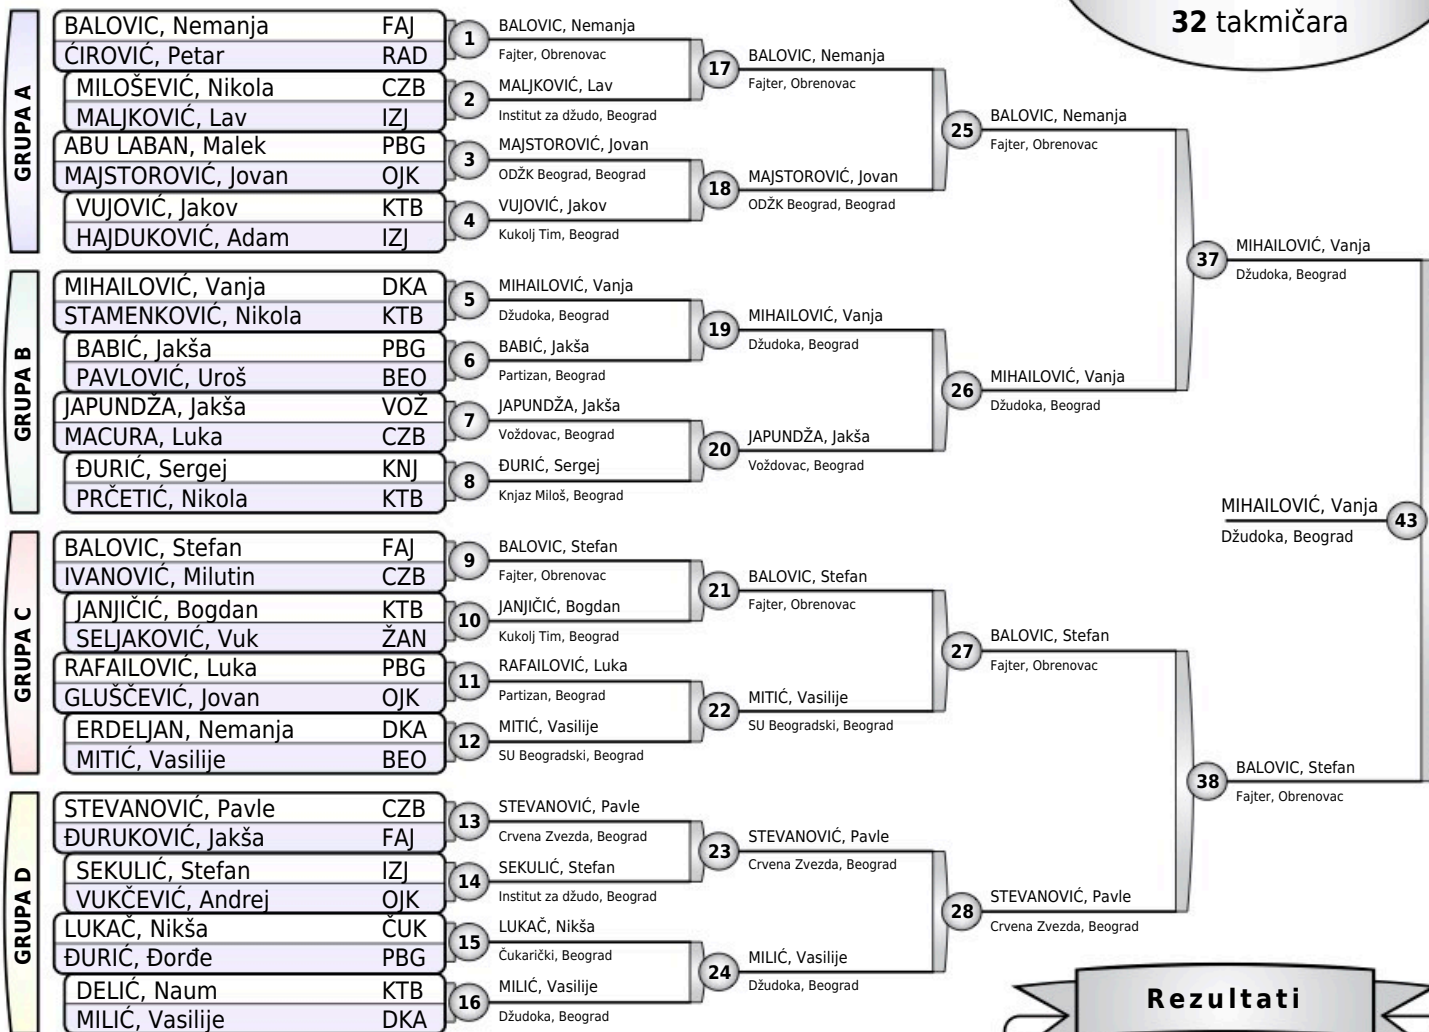 32 takmičara
GRUPA A
BALOVIC, Nemanja FAJ
ĆIROVIĆ, Petar RAD
MILOŠEVIĆ, Nikola CZB
MALJKOVIĆ, Lav IZJ
ABU LABAN, Malek PBG
MAJSTOROVIĆ, Jovan OJK
VUJOVIĆ, Jakov KTB
HAJDUKOVIĆ, Adam IZJ
GRUPA B
MIHAILOVIĆ, Vanja DKA
STAMENKOVIĆ, Nikola KTB
BABIĆ, Jakša PBG
PAVLOVIĆ, Uroš BEO
JAPUNDŽA, Jakša VOŽ
MACURA, Luka CZB
ĐURIĆ, Sergej KNJ
PRČETIĆ, Nikola KTB
GRUPA C
BALOVIC, Stefan FAJ
IVANOVIĆ, Milutin CZB
JANJIČIĆ, Bogdan KTB
SELJAKOVIĆ, Vuk ŽAN
RAFAILOVIĆ, Luka PBG
GLUŠČEVIĆ, Jovan OJK
ERDELJAN, Nemanja DKA
MITIĆ, Vasilije BEO
GRUPA D
STEVANOVIĆ, Pavle CZB
ĐURUKOVIĆ, Jakša FAJ
SEKULIĆ, Stefan IZJ
VUKČEVIĆ, Andrej OJK
LUKAČ, Nikša ČUK
ĐURIĆ, Đorđe PBG
DELIĆ, Naum KTB
MILIĆ, Vasilije DKA
1 BALOVIC, Nemanja
Fajter, Obrenovac
2 MALJKOVIĆ, Lav
Institut za džudo, Beograd
3 MAJSTOROVIĆ, Jovan
ODŽK Beograd, Beograd
4 VUJOVIĆ, Jakov
Kukolj Tim, Beograd
5 MIHAILOVIĆ, Vanja
Džudoka, Beograd
6 BABIĆ, Jakša
Partizan, Beograd
7 JAPUNDŽA, Jakša
Voždovac, Beograd
8 ĐURIĆ, Sergej
Knjaz Miloš, Beograd
9 BALOVIC, Stefan
Fajter, Obrenovac
10 JANJIČIĆ, Bogdan
Kukolj Tim, Beograd
11 RAFAILOVIĆ, Luka
Partizan, Beograd
12 MITIĆ, Vasilije
SU Beogradski, Beograd
13 STEVANOVIĆ, Pavle
Crvena Zvezda, Beograd
14 SEKULIĆ, Stefan
Institut za džudo, Beograd
15 LUKAČ, Nikša
Čukarički, Beograd
16 MILIĆ, Vasilije
Džudoka, Beograd
17 BALOVIC, Nemanja
Fajter, Obrenovac
18 MAJSTOROVIĆ, Jovan
ODŽK Beograd, Beograd
19 MIHAILOVIĆ, Vanja
Džudoka, Beograd
20 JAPUNDŽA, Jakša
Voždovac, Beograd
21 BALOVIC, Stefan
Fajter, Obrenovac
22 MITIĆ, Vasilije
SU Beogradski, Beograd
23 STEVANOVIĆ, Pavle
Crvena Zvezda, Beograd
24 MILIĆ, Vasilije
Džudoka, Beograd
25 BALOVIC, Nemanja
Fajter, Obrenovac
26 MIHAILOVIĆ, Vanja
Džudoka, Beograd
27 BALOVIC, Stefan
Fajter, Obrenovac
28 STEVANOVIĆ, Pavle
Crvena Zvezda, Beograd
37 MIHAILOVIĆ, Vanja
Džudoka, Beograd
38 BALOVIC, Stefan
Fajter, Obrenovac
MIHAILOVIĆ, Vanja 43
Džudoka, Beograd
Rezultati